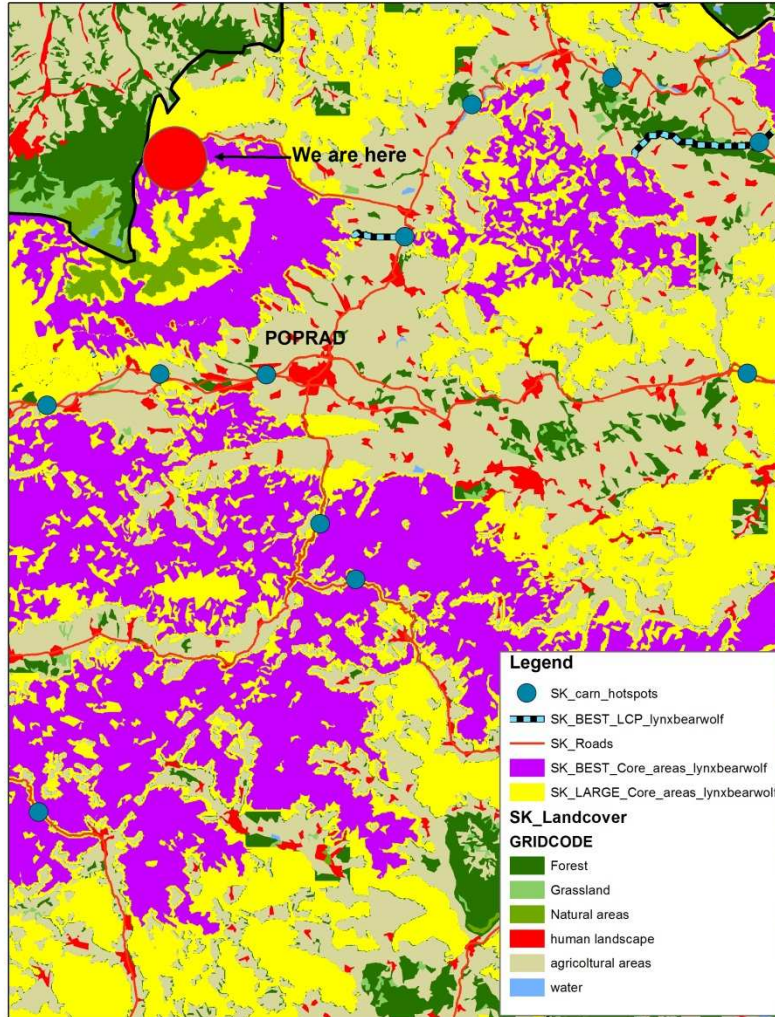 We are here
POPRAD
Legend
SK_carn_hotspots
SK_BEST_LCP_lynxbearwolf
SK_Roads
SK_BEST_Core_areas_lynxbearwolf
SK_LARGE_Core_areas_lynxbearwolf
SK_Landcover
GRIDCODE
Forest
Grassland
Natural areas
human landscape
agricoltural areas
water